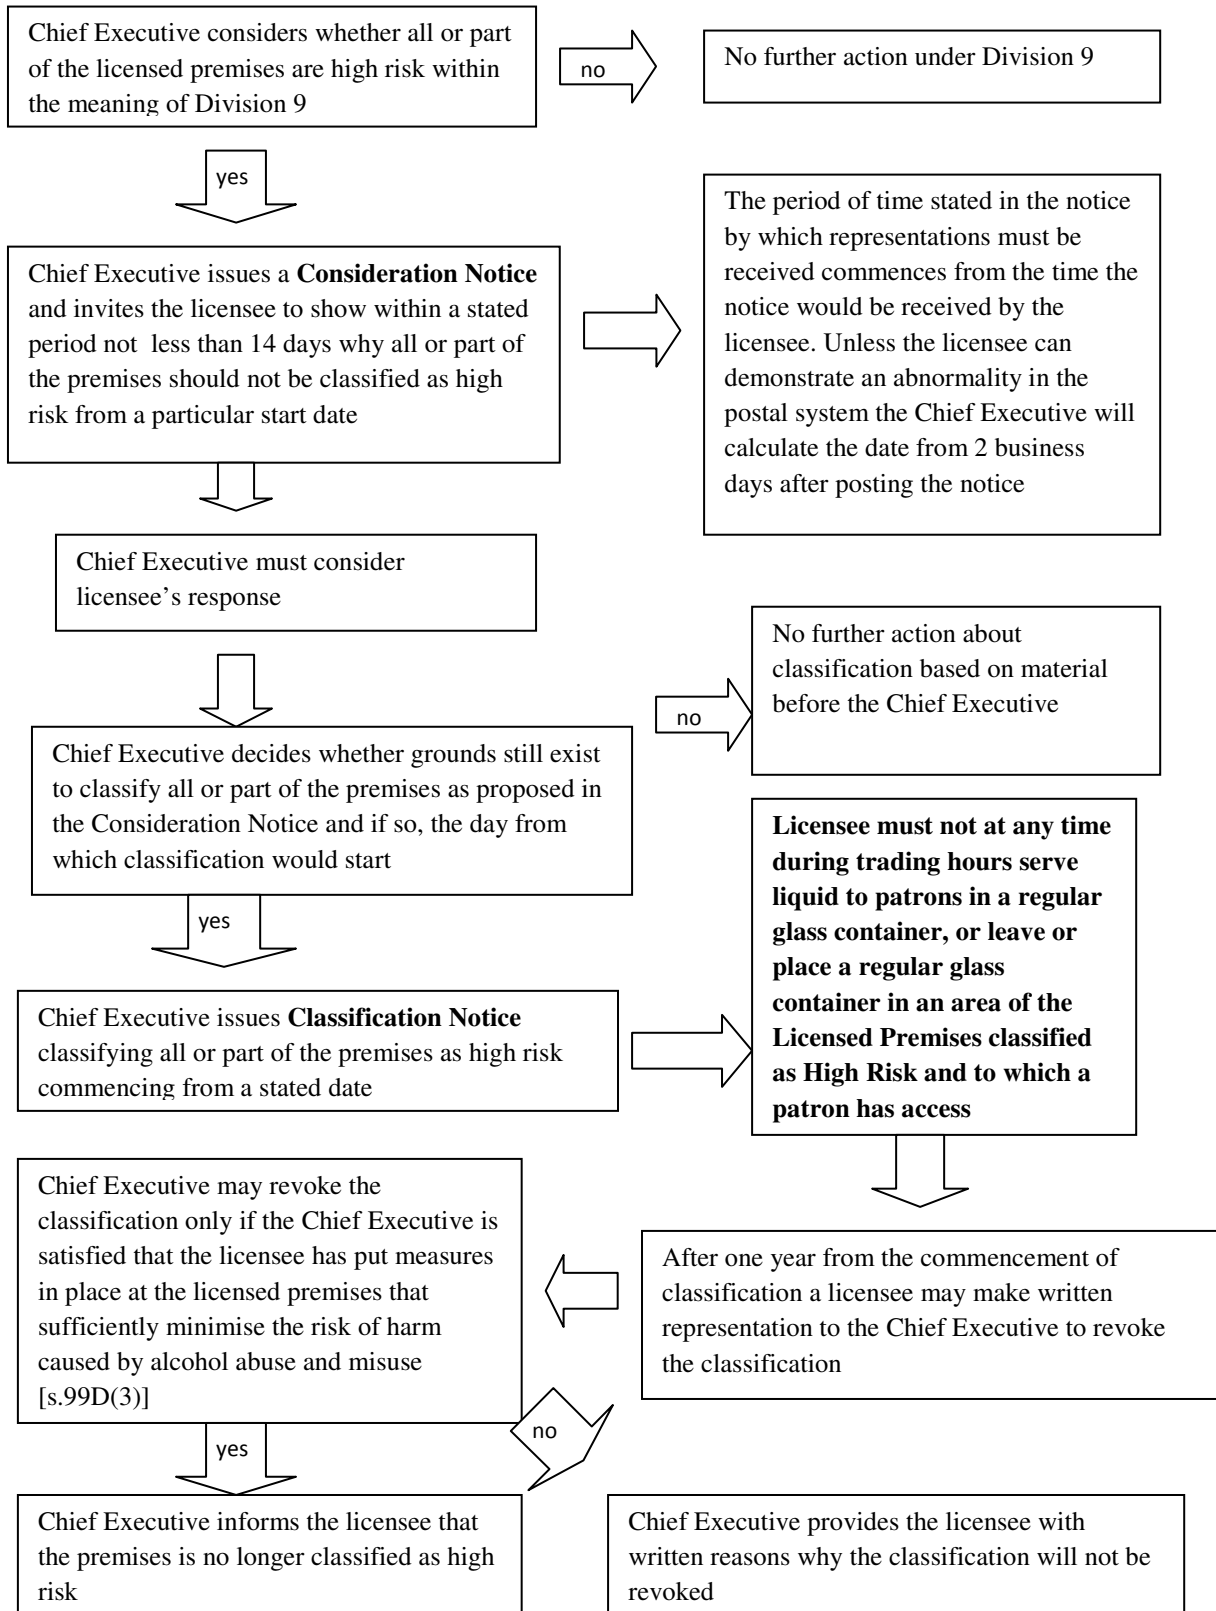 Chief Executive considers whether all or part
of the licensed premises are high risk within
the meaning of Division 9
no
No further action under Division 9
yes
Chief Executive issues a Consideration Notice
and invites the licensee to show within a stated
period not less than 14 days why all or part of
the premises should not be classified as high
risk from a particular start date
The period of time stated in the notice
by which representations must be
received commences from the time the
notice would be received by the
licensee. Unless the licensee can
demonstrate an abnormality in the
postal system the Chief Executive will
calculate the date from 2 business
days after posting the notice
Chief Executive must consider
licensee’s response
Chief Executive decides whether grounds still exist
to classify all or part of the premises as proposed in
the Consideration Notice and if so, the day from
which classification would start
no
No further action about
classification based on material
before the Chief Executive
yes
Chief Executive issues Classification Notice
classifying all or part of the premises as high risk
commencing from a stated date
Licensee must not at any time
during trading hours serve
liquid to patrons in a regular
glass container, or leave or
place a regular glass
container in an area of the
Licensed Premises classified
as High Risk and to which a
patron has access
After one year from the commencement of
classification a licensee may make written
representation to the Chief Executive to revoke
the classification
Chief Executive may revoke the
classification only if the Chief Executive is
satisfied that the licensee has put measures
in place at the licensed premises that
sufficiently minimise the risk of harm
caused by alcohol abuse and misuse
[s.99D(3)]
no
yes
Chief Executive informs the licensee that
the premises is no longer classified as high
risk
Chief Executive provides the licensee with
written reasons why the classification will not be
revoked